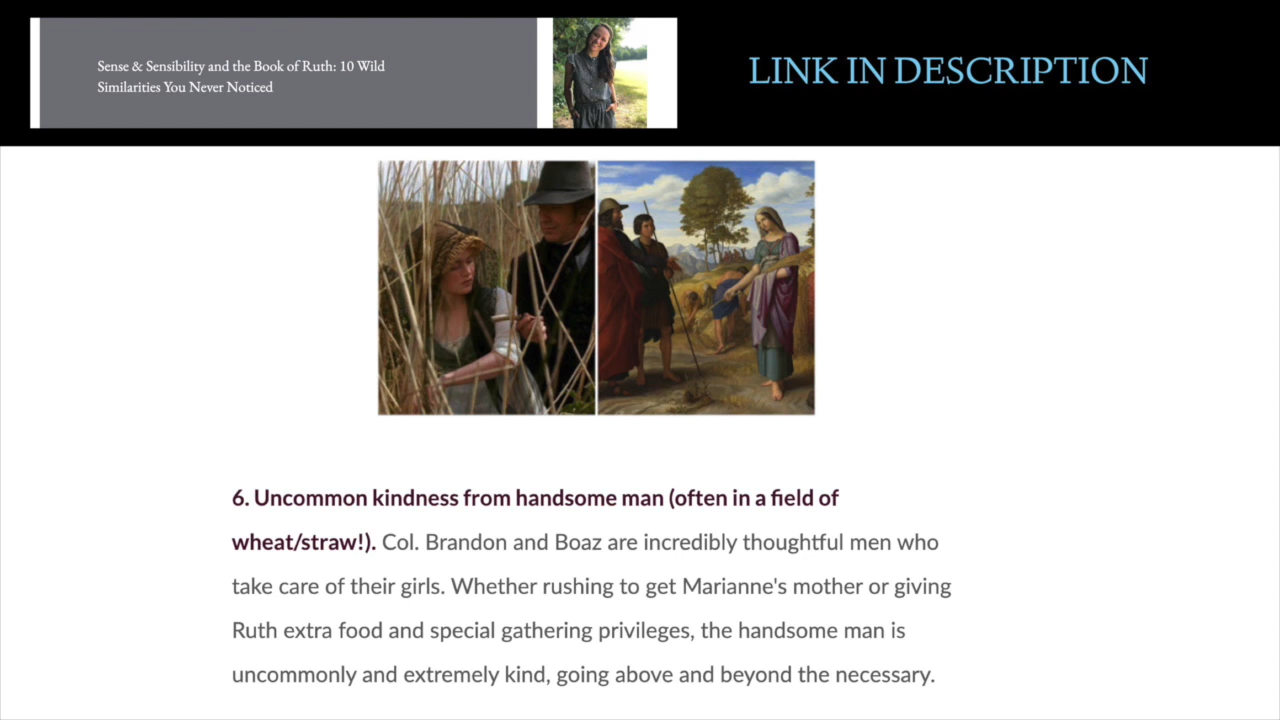 Sense & Sensibility and the Book of Ruth: 10 Wild
Similarities You Never Noticed
LINK IN DESCRIPTION
6. Uncommon kindness from handsome man (often in a field of
wheat/straw!). Col. Brandon and Boaz are incredibly thoughtful men who
take care of their girls. Whether rushing to get Marianne's mother or giving
Ruth extra food and special gathering privileges, the handsome man is
uncommonly and extremely kind, going above and beyond the necessary.